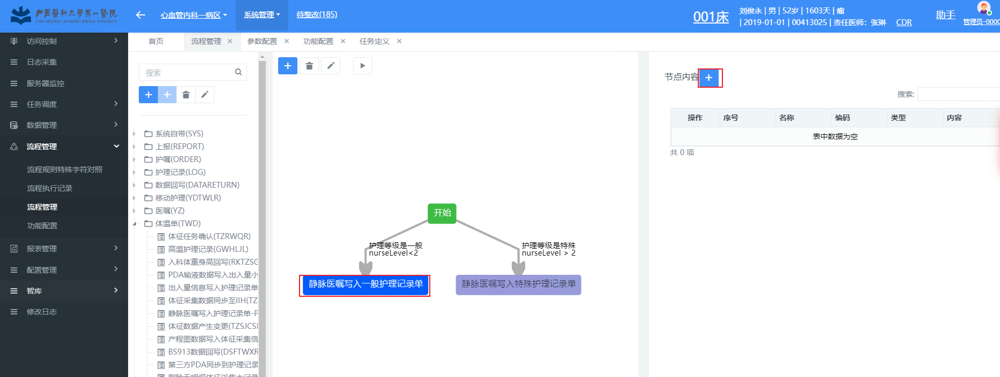 山西醫科大學第一醫院
FIRST HOSPITAL OF SHANXI MEDICAL UNIVERSITY
心血管内科一病区
系统管理
待整改(185)
001床
刘俊永 | 男 | 52岁 | 1603天 | 瘤
| 2019-01-01 | 00413025 | 责任医师：张琳 CDR
助手
管理员-0000
访问控制
日志采集
服务器监控
任务调度
数据管理
流程管理
流程规则特殊字符对照
流程执行记录
流程管理
功能配置
报表管理
配置管理
智库
修改日志
首页
流程管理 ×
参数配置 ×
功能配置 ×
任务定义 ×
搜索
系统自带(SYS)
上报(REPORT)
护嘱(ORDER)
护理记录(LOG)
数据回写(DATARETURN)
移动护理(YDTWLR)
医嘱(YZ)
体温单(TWD)
体征任务确认(TZRWQR)
高温护理记录(GWHLJL)
入科体重身高回写(RKTZSG
PDA输液数据写入出入量小
出入量信息写入护理记录单
体征采集数据同步至IIH(TZ
静脉医嘱写入护理记录单-P
体征数据产生变更(TZSJCSI
产程图数据写入体征采集信
BS913数据回写(DSFTWXR
第三方PDA同步到护理记录
删除无明细体征采集主记录
开始
护理等级是一般
nurseLevel<2
护理等级是特殊
nurseLevel > 2
静脉医嘱写入一般护理记录单
静脉医嘱写入特殊护理记录单
节点内容
搜索:
操作 序号 名称 编码 类型 内容
表中数据为空
共 0 项